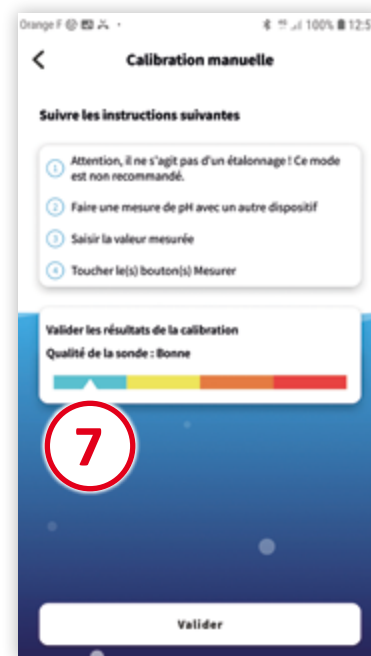 Orange F
100% 12:5
Calibration manuelle
Suivre les instructions suivantes
1 Attention, il ne s'agit pas d'un étalonnage ! Ce mode
est non recommandé.
2 Faire une mesure de pH avec un autre dispositif
3 Saisir la valeur mesurée
4 Toucher le(s) bouton(s) Mesurer
Valider les résultats de la calibration
Qualité de la sonde : Bonne
7
Valider